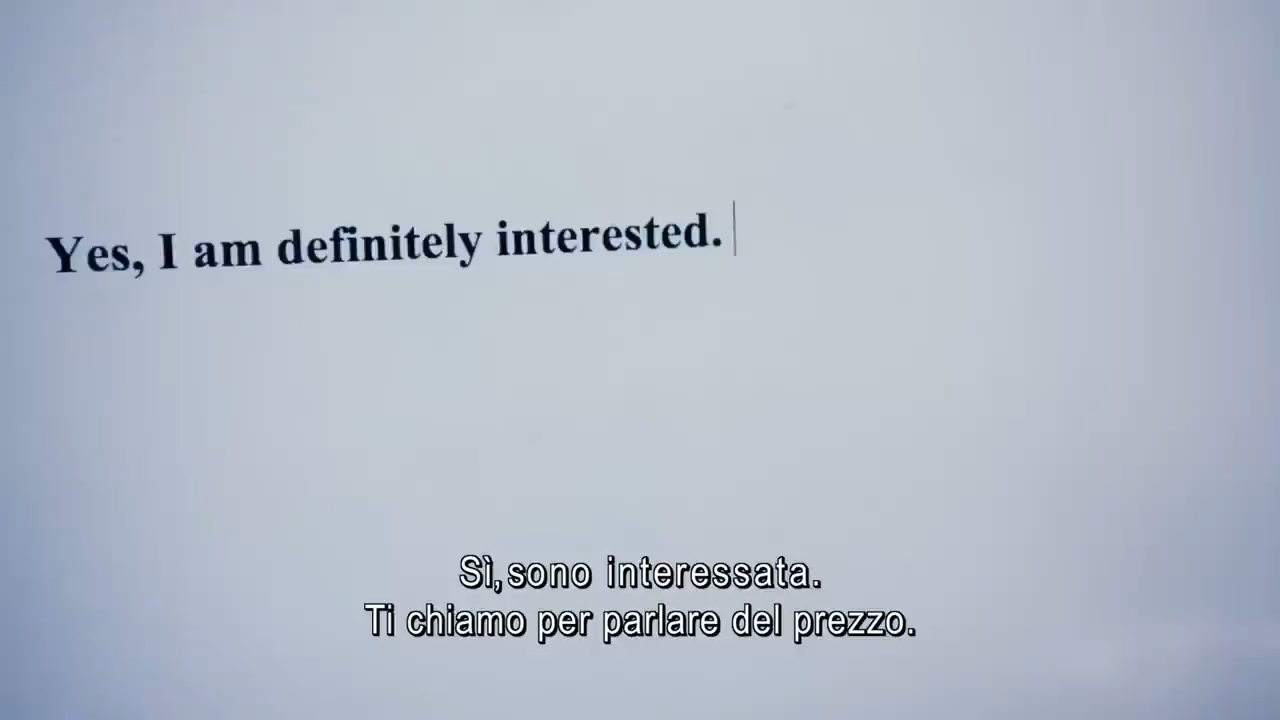 Yes, I am definitely interested.
Sì, sono interessata.
Ti chiamo per parlare del prezzo.